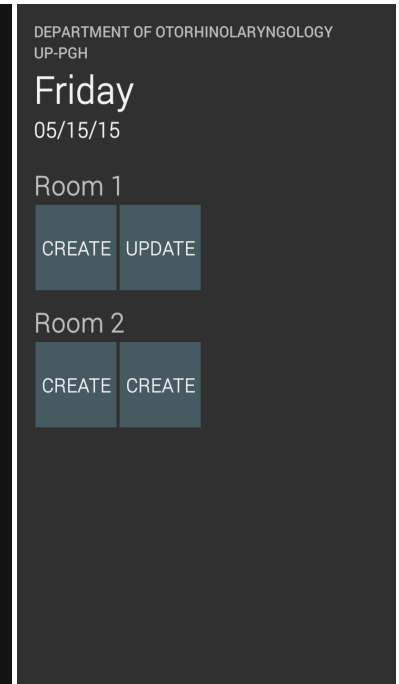 DEPARTMENT OF OTORHINOLARYNGOLOGY
UP-PGH
Friday
05/15/15
Room 1
CREATE UPDATE
Room 2
CREATE CREATE